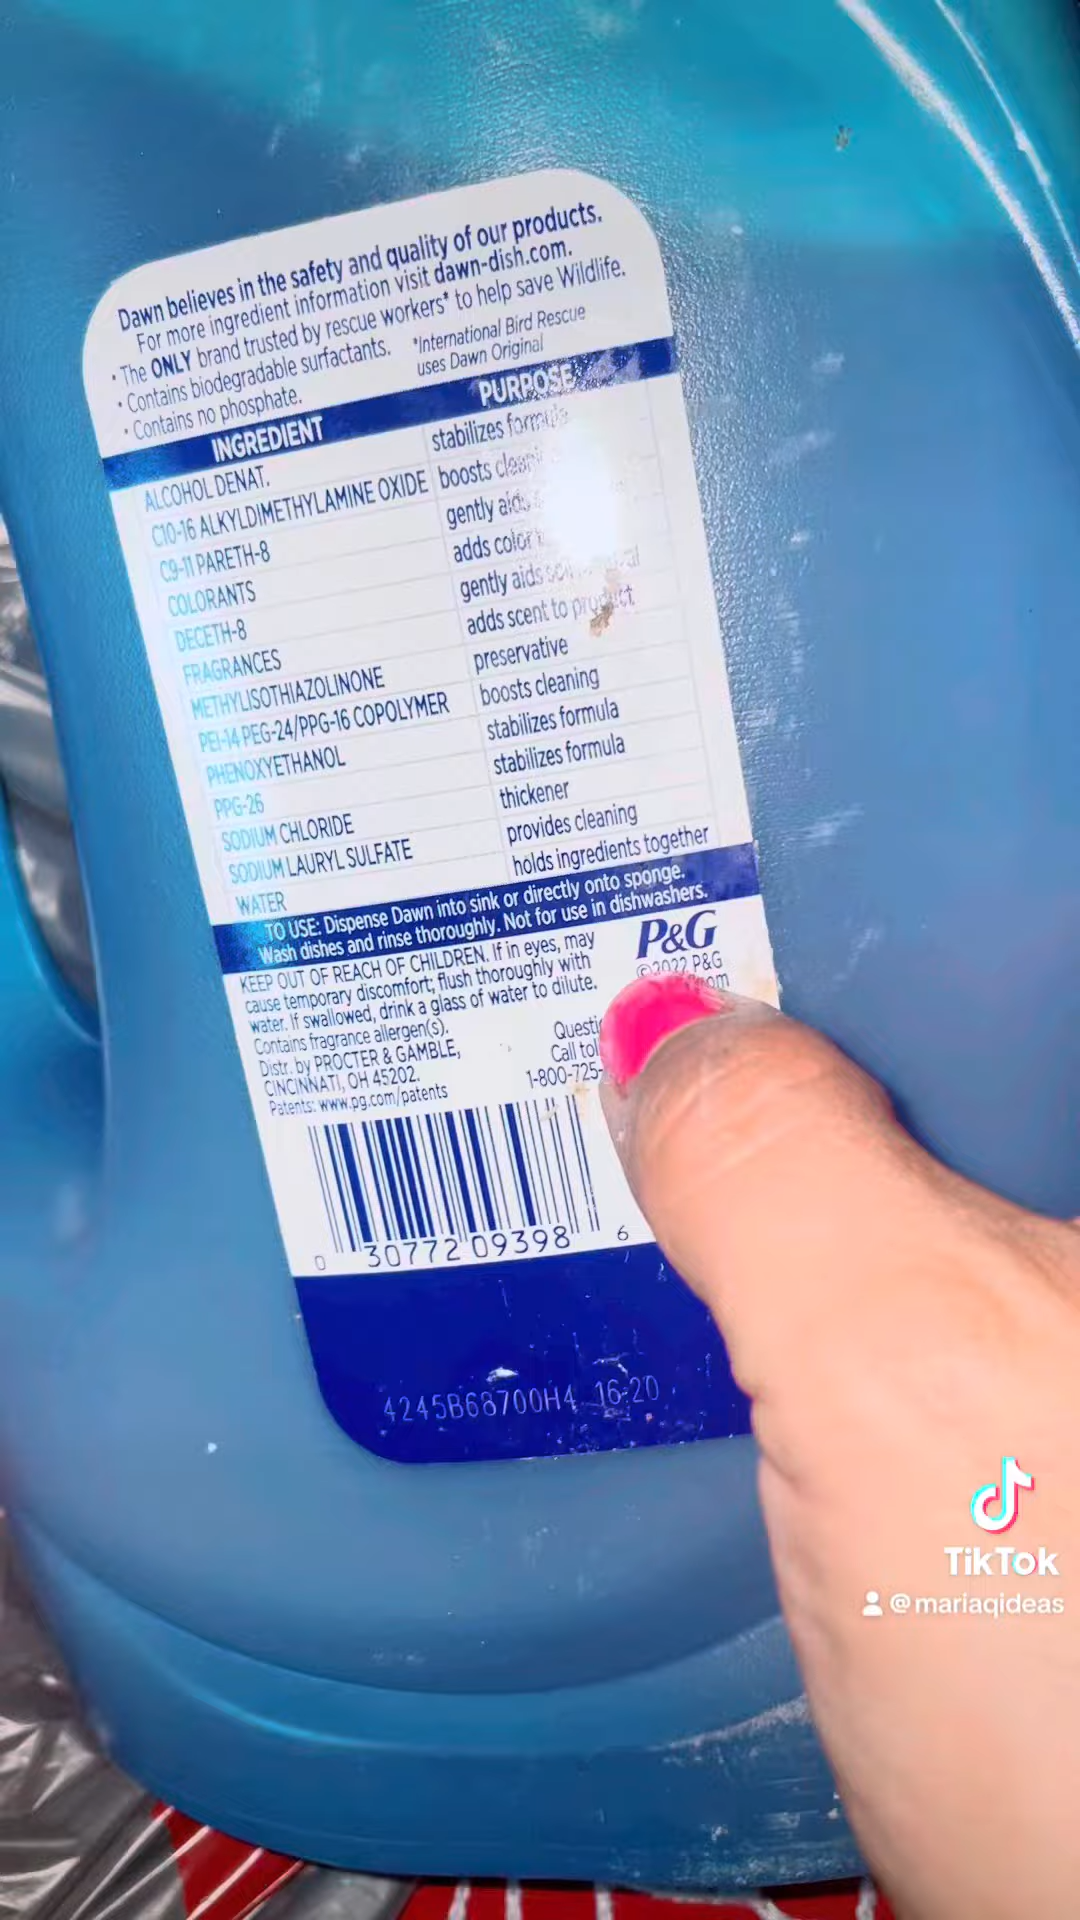 Dawn believes in the safety and quality of our products.
For more ingredient information visit dawn-dish.com.
• The ONLY brand trusted by rescue workers* to help save Wildlife.
• Contains biodegradable surfactants.
• Contains no phosphate.
*International Bird Rescue
uses Dawn Original
INGREDIENT PURPOSE
ALCOHOL DENAT. stabilizes formula
C10-16 ALKYLDIMETHYLAMINE OXIDE boosts
C9-11 PARETH-8 gently aids
COLORANTS adds color
DECETH-8 gently aids
FRAGRANCES adds scent to product
METHYLISOTHIAZOLINONE preservative
PEI-14 PEG-24/PPG-16 COPOLYMER boosts cleaning
PHENOXYETHANOL stabilizes formula
PPG-26 stabilizes formula
SODIUM CHLORIDE thickener
SODIUM LAURYL SULFATE provides cleaning
WATER holds ingredients together
TO USE: Dispense Dawn into sink or directly onto sponge.
Wash dishes and rinse thoroughly. Not for use in dishwashers.
KEEP OUT OF REACH OF CHILDREN. If in eyes, may
cause temporary discomfort; flush thoroughly with
water. If swallowed, drink a glass of water to dilute.
Contains fragrance allergen(s).
Distr. by PROCTER & GAMBLE,
CINCINNATI, OH 45202.
Patents: www.pg.com/patents
P&G
©2022 P&G
Call
1-800-725-
0 30772 09398 6
4245B68700H4 16:20
TikTok
@mariaqideas